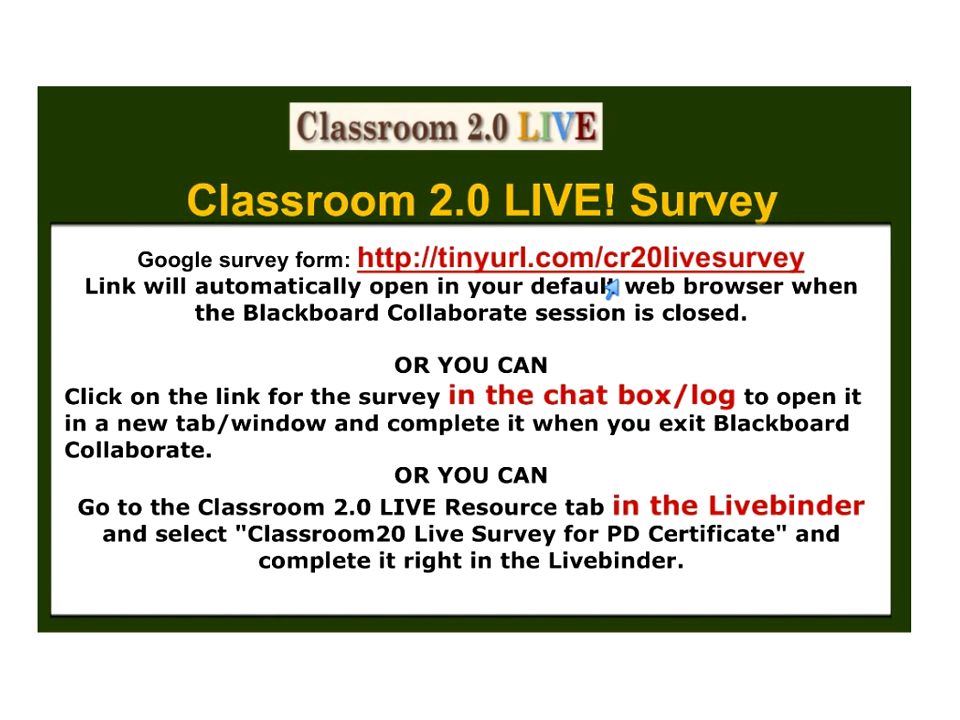 Classroom 2.0 LIVE
Classroom 2.0 LIVE! Survey
Google survey form: http://tinyurl.com/cr20livesurvey
Link will automatically open in your default web browser when
the Blackboard Collaborate session is closed.
OR YOU CAN
Click on the link for the survey in the chat box/log to open it
in a new tab/window and complete it when you exit Blackboard
Collaborate.
OR YOU CAN
Go to the Classroom 2.0 LIVE Resource tab in the Livebinder
and select "Classroom20 Live Survey for PD Certificate" and
complete it right in the Livebinder.